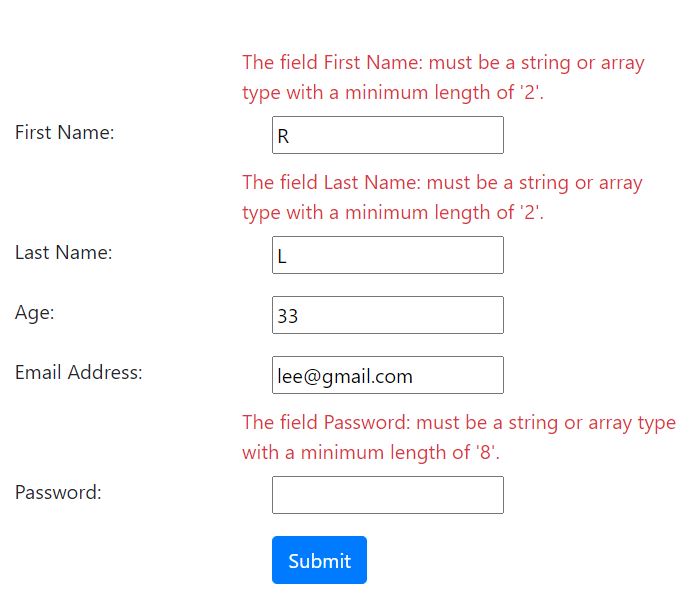 The field First Name: must be a string or array
type with a minimum length of '2'.
First Name: R
The field Last Name: must be a string or array
type with a minimum length of '2'.
Last Name: L
Age: 33
Email Address: lee@gmail.com
The field Password: must be a string or array type
with a minimum length of '8'.
Password:
Submit